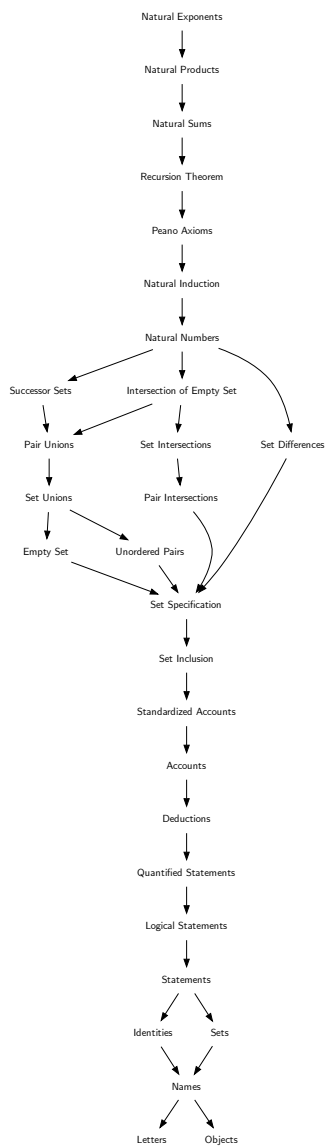 Natural Exponents
Natural Products
Natural Sums
Recursion Theorem
Peano Axioms
Natural Induction
Natural Numbers
Successor Sets
Intersection of Empty Set
Pair Unions
Set Intersections
Set Differences
Set Unions
Pair Intersections
Empty Set
Unordered Pairs
Set Specification
Set Inclusion
Standardized Accounts
Accounts
Deductions
Quantified Statements
Logical Statements
Statements
Identities
Sets
Names
Letters
Objects